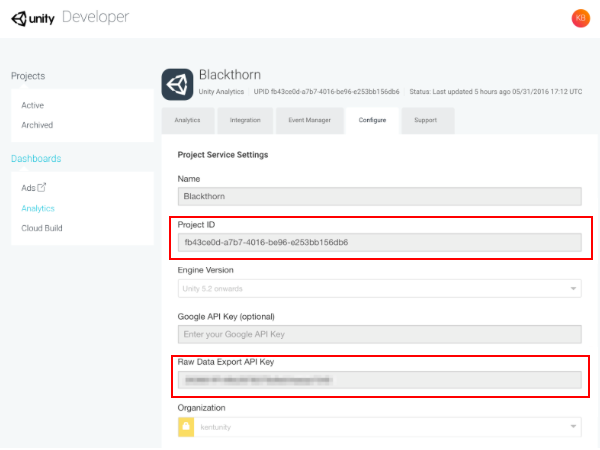 unity Developer
KB
Projects
Active
Archived
Dashboards
Ads
Analytics
Cloud Build
Blackthorn
Unity Analytics UPID fb43ce0d-a7b7-4016-be96-e253bb156db6 Status: Last updated 5 hours ago 05/31/2016 17:12 UTC
Analytics Integration Event Manager Configure Support
Project Service Settings
Name
Blackthorn
Project ID
fb43ce0d-a7b7-4016-be96-e253bb156db6
Engine Version
Unity 5.2 onwards
Google API Key (optional)
Enter your Google API Key
Raw Data Export API Key
Organization
kentunity